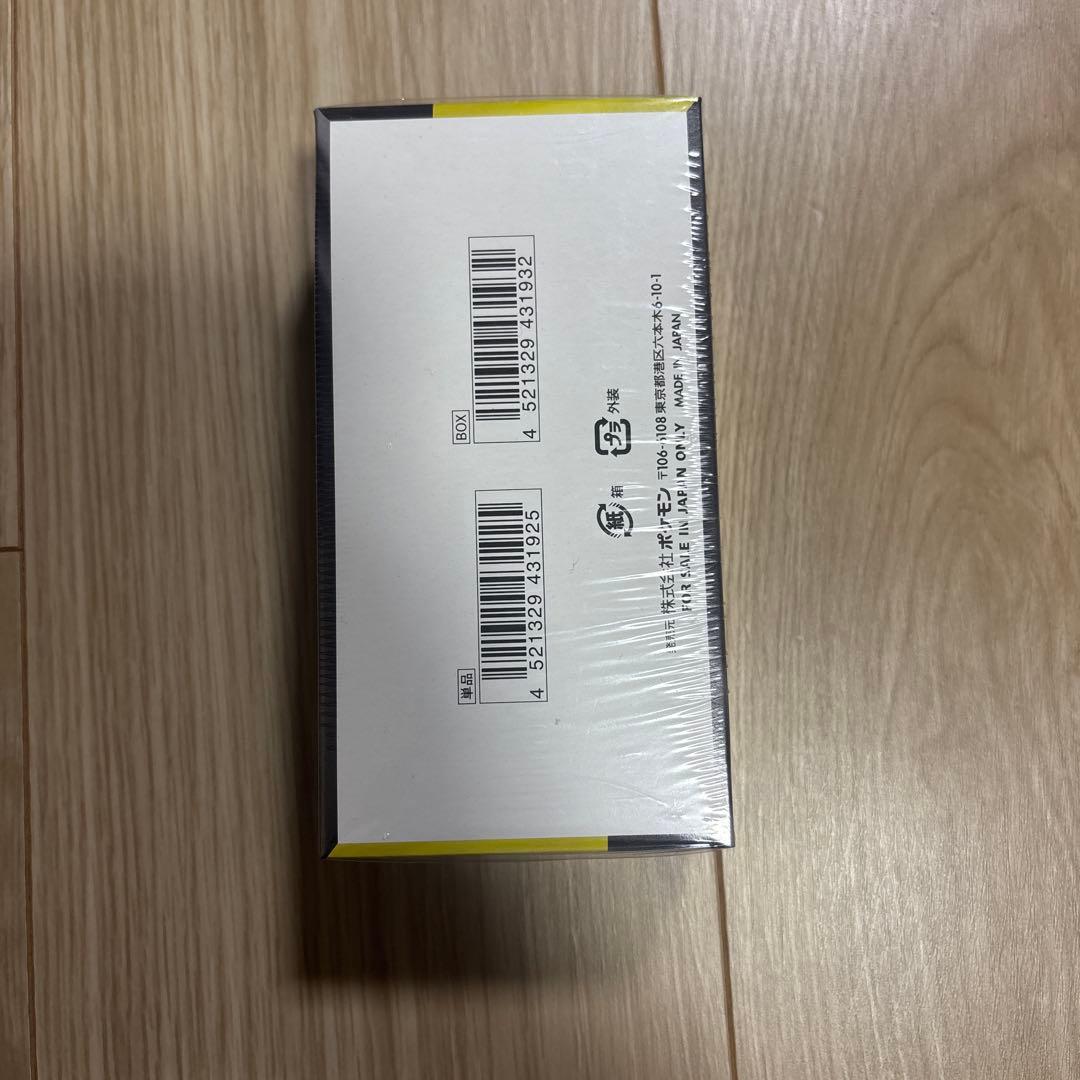 BOX
4 521329 431932
単品
4 521329 431925
紙 箱
プラ 外装
発売元 株式会社ポケモン 〒106-6108 東京都港区六本木6-10-1
FOR SALE IN JAPAN ONLY MADE IN JAPAN